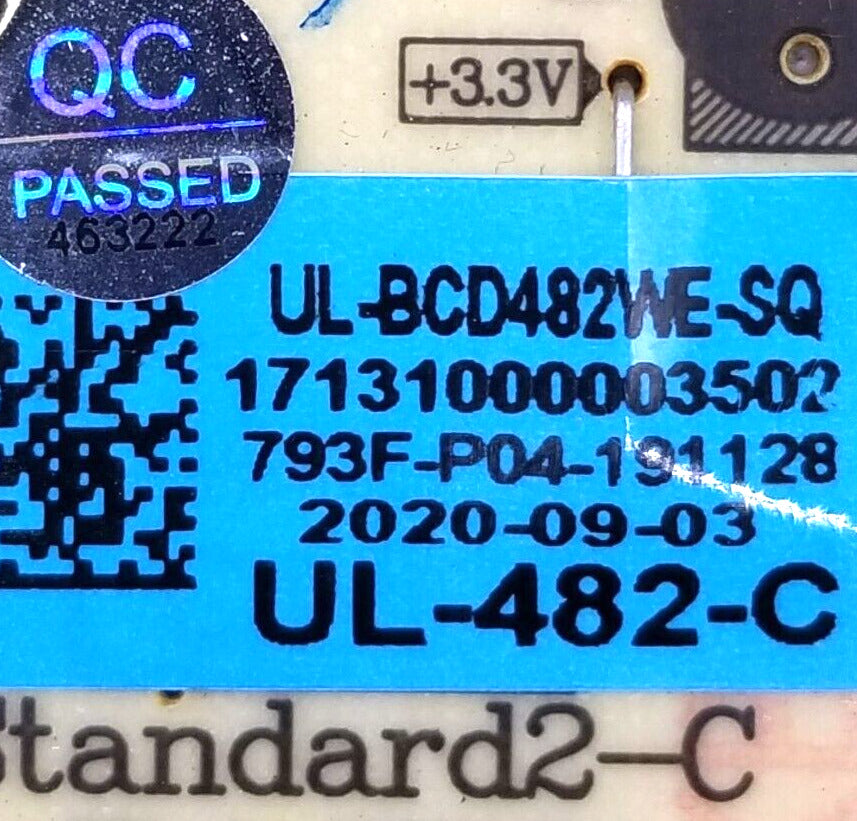 QC
+3.3V
PASSED
463222
UL-BCD482WE-SQ
17131000003502
793F-P04-191128
2020-09-03
UL-482-C
Standard2-C